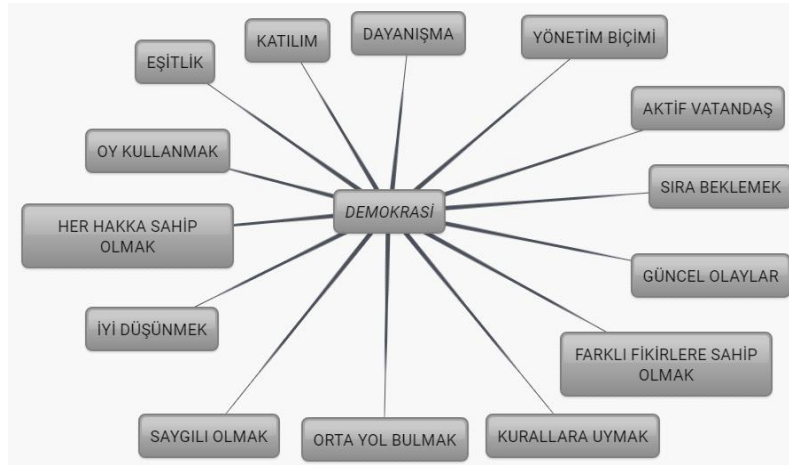 DAYANIŞMA
YÖNETİM BİÇİMİ
KATILIM
EŞİTLİK
AKTİF VATANDAŞ
OY KULLANMAK
SIRA BEKLEMEK
DEMOKRASİ
HER HAKKA SAHİP
OLMAK
GÜNCEL OLAYLAR
İYİ DÜŞÜNMEK
FARKLI FİKİRLERE SAHİP
OLMAK
SAYGILI OLMAK
ORTA YOL BULMAK
KURALLARA UYMAK